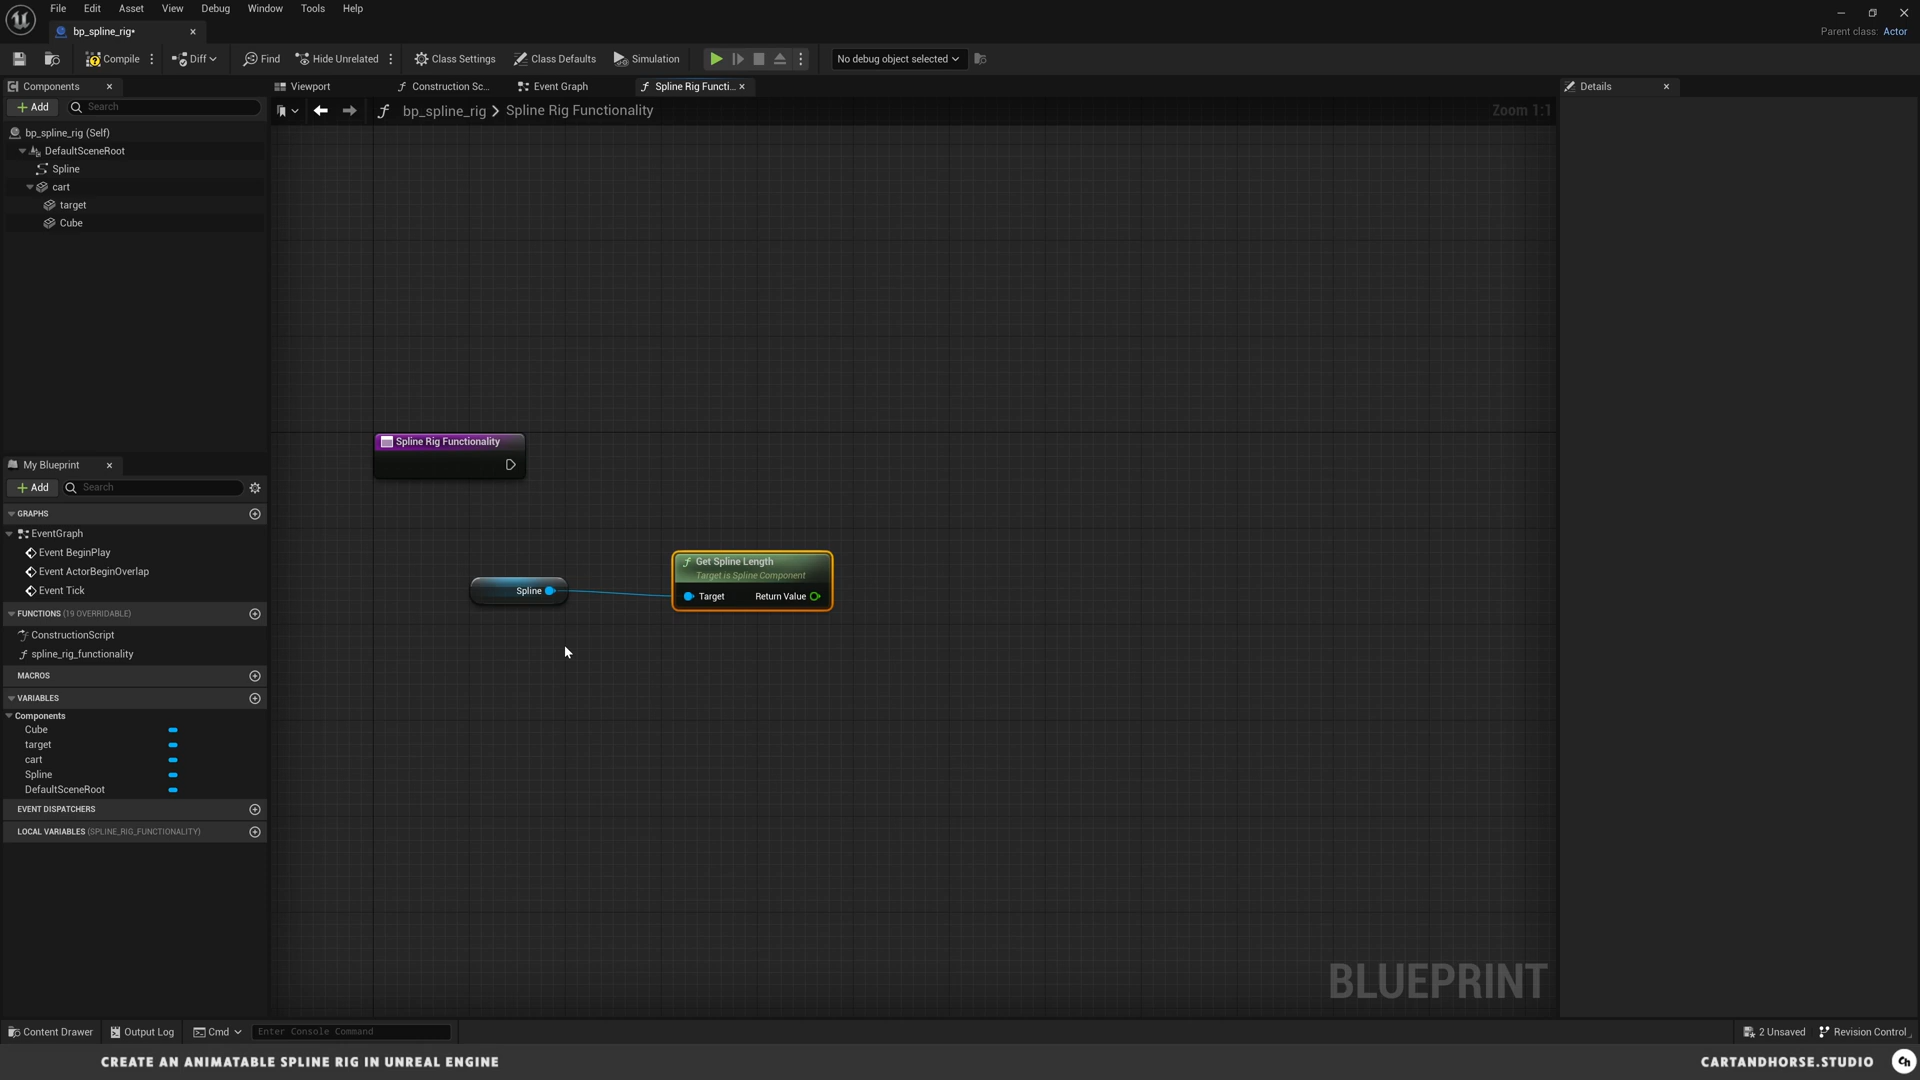 File Edit Asset View Debug Window Tools Help
bp_spline_rig•
Parent class: Actor
Compile Diff Find Hide Unrelated Class Settings Class Defaults Simulation No debug object selected
Components
Viewport Construction Sc... Event Graph Spline Rig Functi...
Details
Add Search
bp_spline_rig > Spline Rig Functionality
Zoom 1:1
bp_spline_rig (Self)
DefaultSceneRoot
Spline
cart
target
Cube
Spline Rig Functionality
Get Spline Length
Target is Spline Component
Target Return Value
Spline
My Blueprint
Add Search
GRAPHS
EventGraph
Event BeginPlay
Event ActorBeginOverlap
Event Tick
FUNCTIONS (19 OVERRIDABLE)
ConstructionScript
spline_rig_functionality
MACROS
VARIABLES
Components
Cube
target
cart
Spline
DefaultSceneRoot
EVENT DISPATCHERS
LOCAL VARIABLES (SPLINE_RIG_FUNCTIONALITY)
BLUEPRINT
Content Drawer Output Log Cmd Enter Console Command
2 Unsaved Revision Control
CREATE AN ANIMATABLE SPLINE RIG IN UNREAL ENGINE
CARTANDHORSE.STUDIO